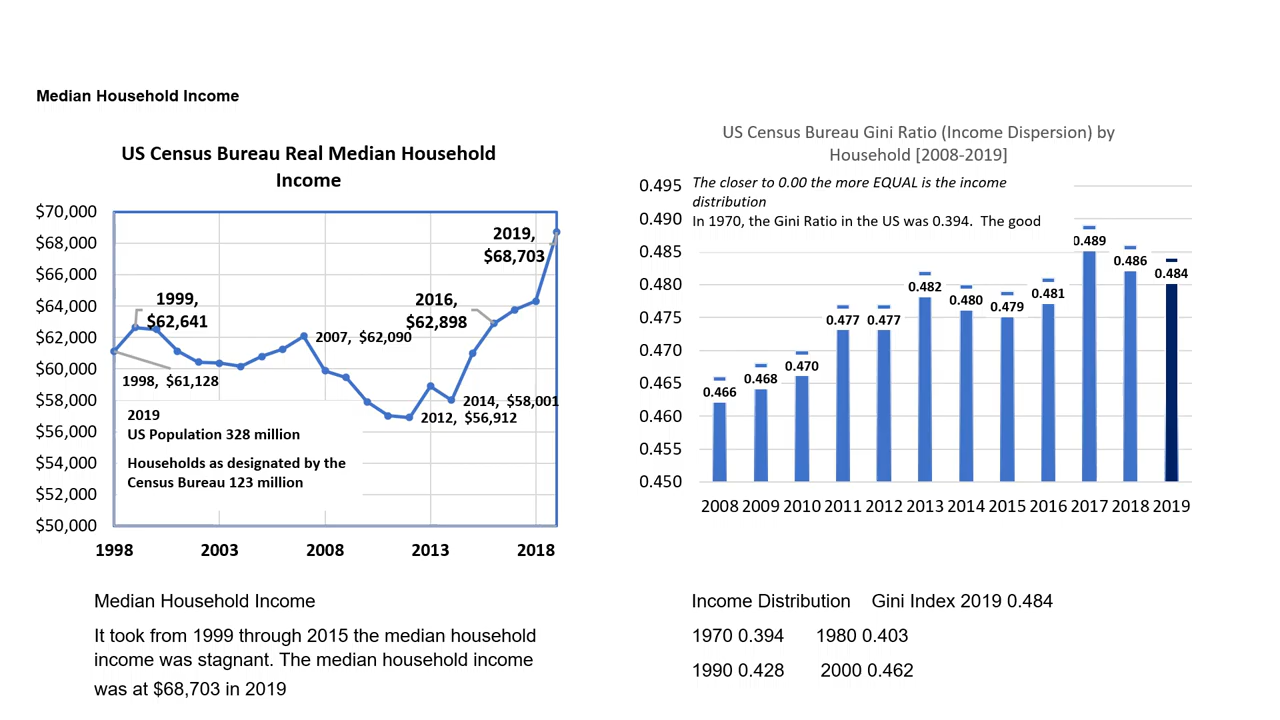 Median Household Income
US Census Bureau Real Median Household
Income
$70,000
$68,000
$66,000
$64,000
$62,000
$60,000
$58,000
$56,000
$54,000
$52,000
$50,000
2019,
$68,703
1999,
$62,641
2016,
$62,898
2007, $62,090
1998, $61,128
2014, $58,001
2012, $56,912
2019
US Population 328 million
Households as designated by the
Census Bureau 123 million
1998 2003 2008 2013 2018
Median Household Income
It took from 1999 through 2015 the median household
income was stagnant. The median household income
was at $68,703 in 2019
US Census Bureau Gini Ratio (Income Dispersion) by
Household [2008-2019]
The closer to 0.00 the more EQUAL is the income
distribution
In 1970, the Gini Ratio in the US was 0.394. The good
0.495
0.490
0.485
0.480
0.475
0.470
0.465
0.460
0.455
0.450
0.466
0.468
0.470
0.477
0.477
0.482
0.480
0.479
0.481
0.489
0.486
0.484
2008 2009 2010 2011 2012 2013 2014 2015 2016 2017 2018 2019
Income Distribution Gini Index 2019 0.484
1970 0.394 1980 0.403
1990 0.428 2000 0.462